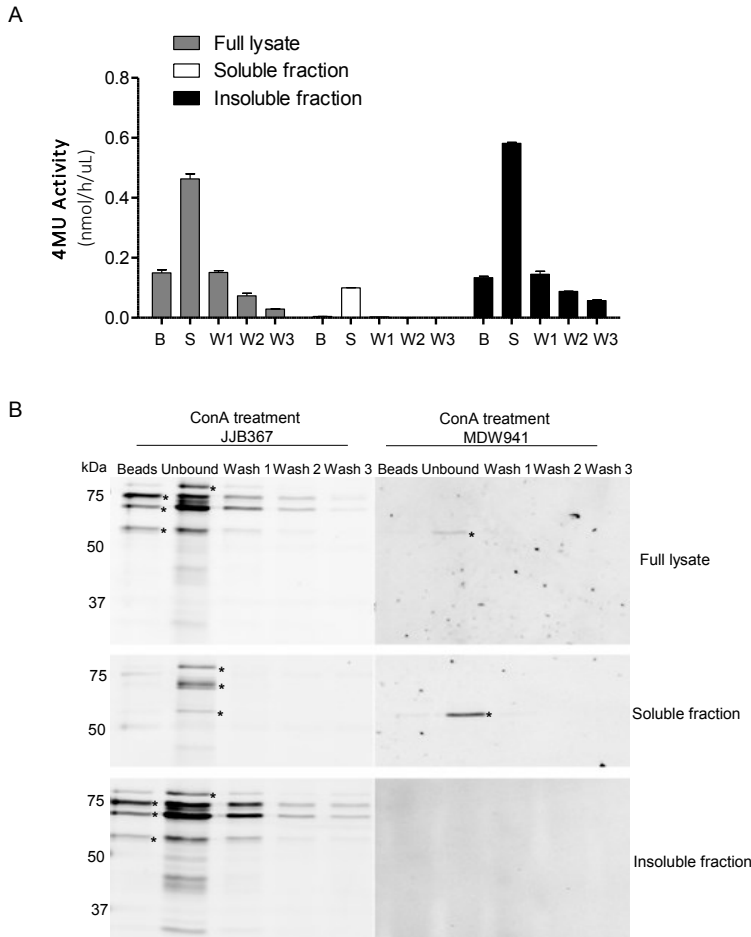 A
Full lysate
Soluble fraction
Insoluble fraction
4MU Activity
(nmol/h/uL)
0.8
0.6
0.4
0.2
0.0
B S W1 W2 W3 B S W1 W2 W3 B S W1 W2 W3
B
ConA treatment
JJB367
ConA treatment
MDW941
kDa Beads Unbound Wash 1 Wash 2 Wash 3 Beads Unbound Wash 1 Wash 2 Wash 3
75
*
*
*
*
*
50
37
Full lysate
75
*
*
*
*
50
Soluble fraction
75
*
*
*
*
50
37
Insoluble fraction